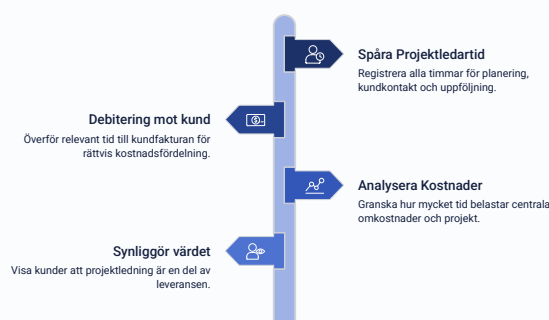 Spåra Projektledartid
Registrera alla timmar för planering,
kundkontakt och uppföljning.
Debitering mot kund
Överför relevant tid till kundfakturan för
rättvis kostnadsfördelning.
Analysera Kostnader
Granska hur mycket tid belastar centrala
omkostnader och projekt.
Synliggör värdet
Visa kunder att projektledning är en del av
leveransen.